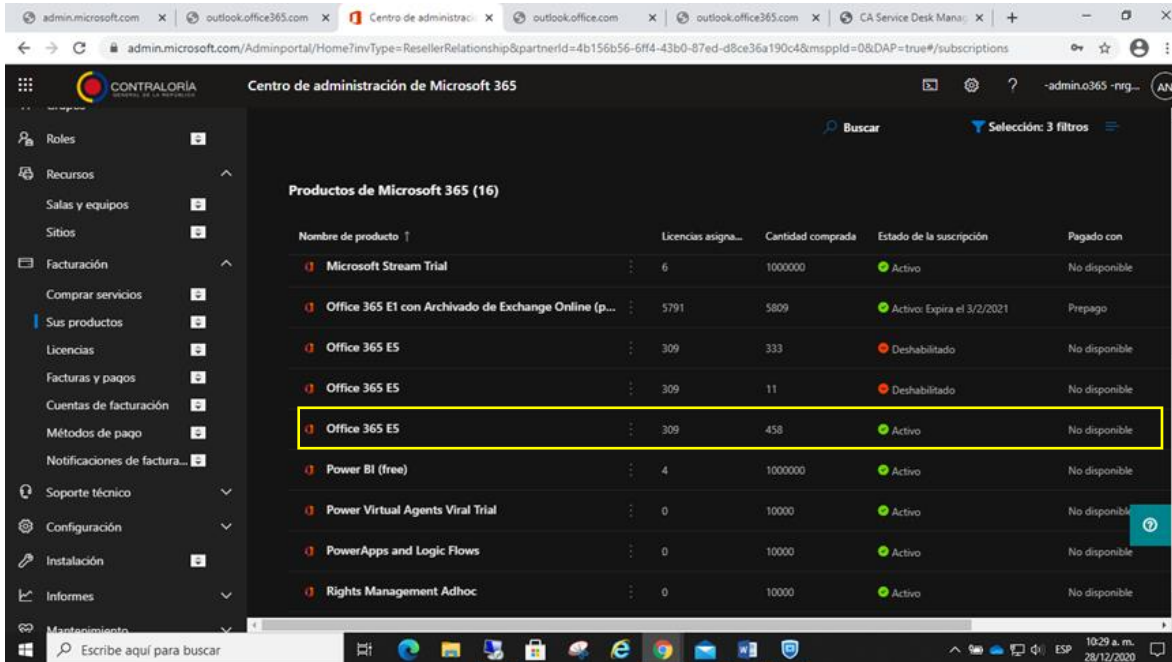 admin.microsoft.com
outlook.office365.com
Centro de administraci
outlook.office.com
outlook.office365.com
CA Service Desk Manag
admin.microsoft.com/Adminportal/Home?invType=ResellerRelationship&partnerId=4b156b56-6ff4-43b0-87ed-d8ce36a190c4&msppId=0&DAP=true#/subscriptions
CONTRALORÍA
GENERAL DE LA REPÚBLICA
Centro de administración de Microsoft 365
-admin.o365 -nrg...
AN
Grupos
Roles
Recursos
Salas y equipos
Sitios
Facturación
Comprar servicios
Sus productos
Licencias
Facturas y pagos
Cuentas de facturación
Métodos de pago
Notificaciones de factura...
Soporte técnico
Configuración
Instalación
Informes
Mantenimiento
Buscar
Selección: 3 filtros
Productos de Microsoft 365 (16)
Nombre de producto ↑ Licencias asigna... Cantidad comprada Estado de la suscripción Pagado con
Microsoft Stream Trial 6 1000000 Activo No disponible
Office 365 E1 con Archivado de Exchange Online (p... 5791 5809 Activo: Expira el 3/2/2021 Prepago
Office 365 E5 309 333 Deshabilitado No disponible
Office 365 E5 309 11 Deshabilitado No disponible
Office 365 E5 309 458 Activo No disponible
Power BI (free) 4 1000000 Activo No disponible
Power Virtual Agents Viral Trial 0 10000 Activo No disponible
PowerApps and Logic Flows 0 10000 Activo No disponible
Rights Management Adhoc 0 10000 Activo No disponible
Escribe aquí para buscar
ESP
10:29 a. m.
28/12/2020